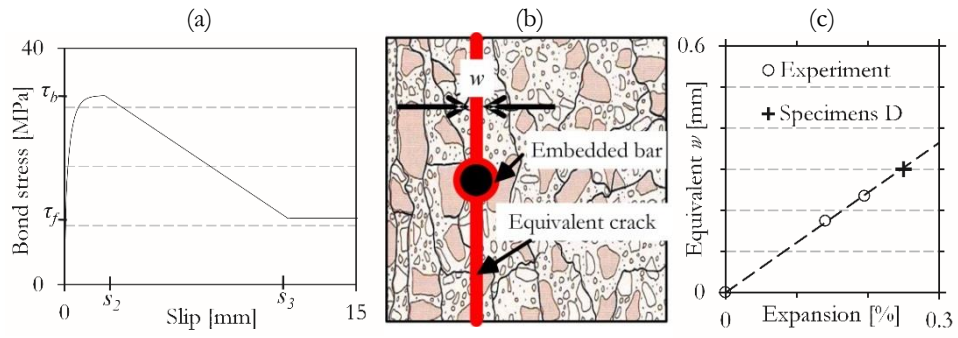 (a)
40
τb
Bond stress [MPa]
τf
0
0
s2
Slip [mm]
s3
15
(b)
w
Embedded bar
Equivalent crack
(c)
0.6
Experiment
Specimens D
Equivalent w [mm]
0
0
Expansion [%]
0.3